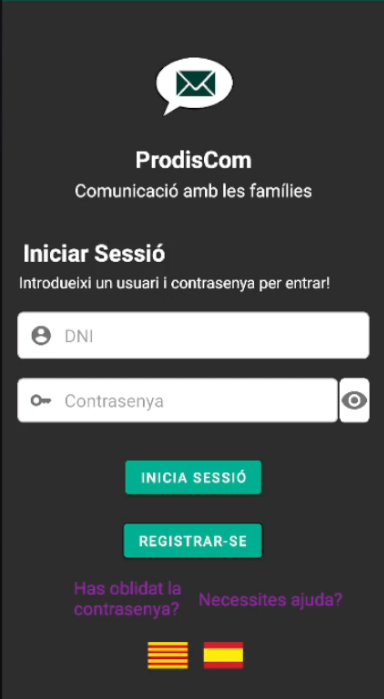 ProdisCom
Comunicació amb les famílies
Iniciar Sessió
Introdueixi un usuari i contrasenya per entrar!
DNI
Contrasenya
INICIA SESSIÓ
REGISTRAR-SE
Has oblidat la
contrasenya?
Necessites ajuda?